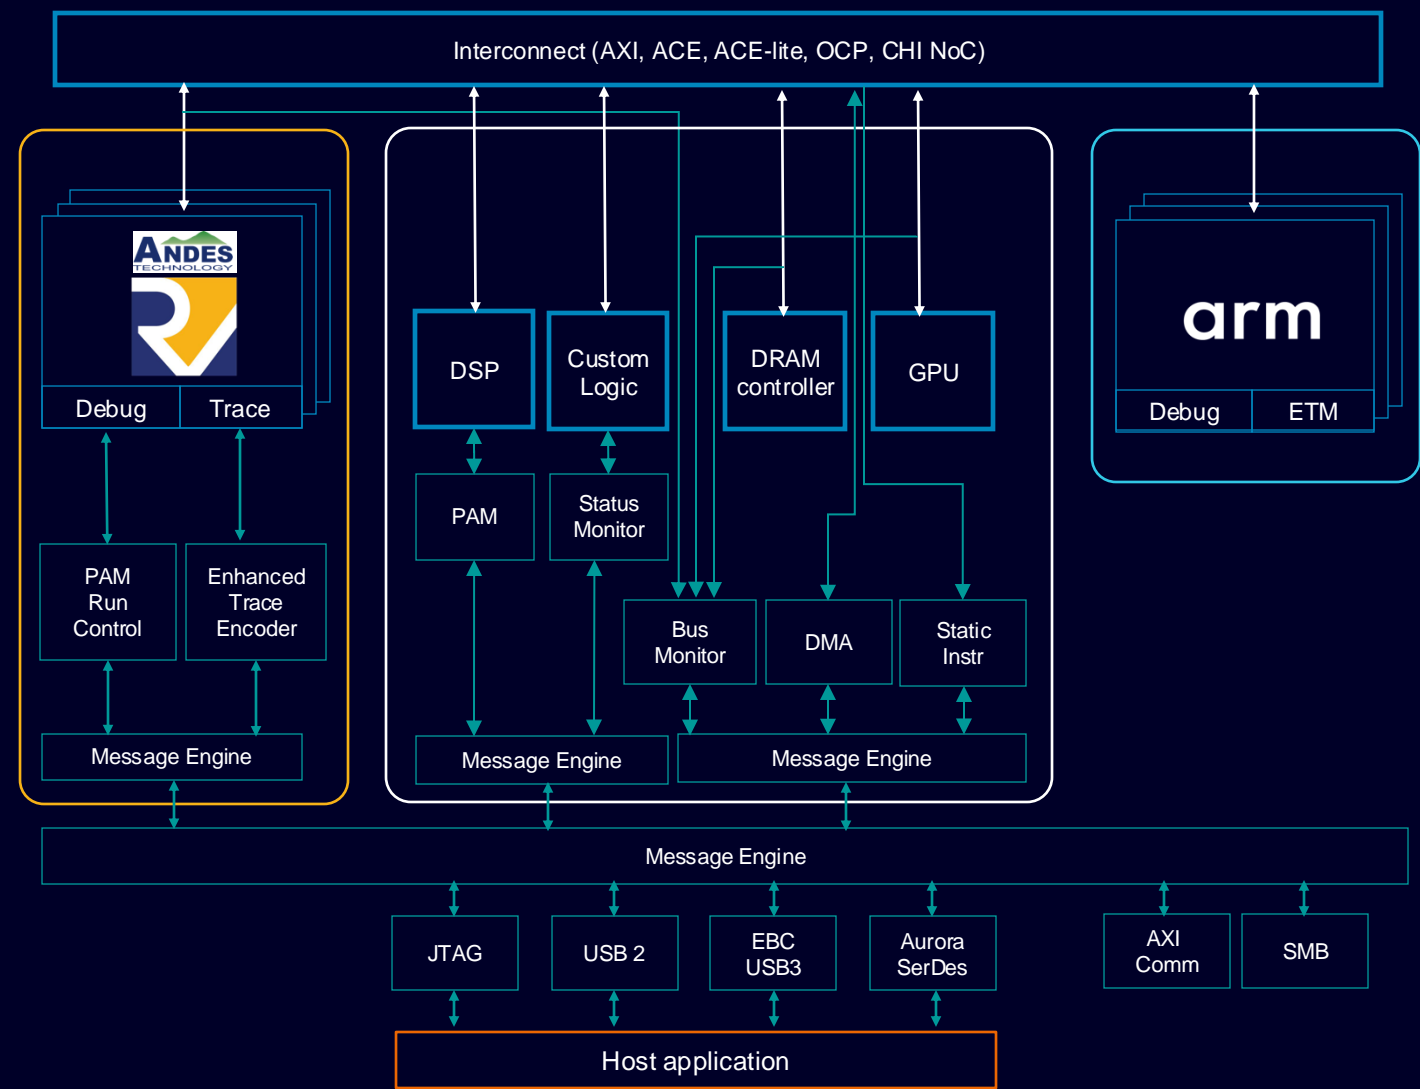 Interconnect (AXI, ACE, ACE-lite, OCP, CHI NoC)
ANDES
TECHNOLOGY
Debug
Trace
PAM
Run
Control
Enhanced
Trace
Encoder
Message Engine
DSP
Custom
Logic
DRAM
controller
GPU
PAM
Status
Monitor
Bus
Monitor
DMA
Static
Instr
Message Engine
Message Engine
arm
Debug
ETM
Message Engine
JTAG
USB 2
EBC
USB3
Aurora
SerDes
AXI
Comm
SMB
Host application